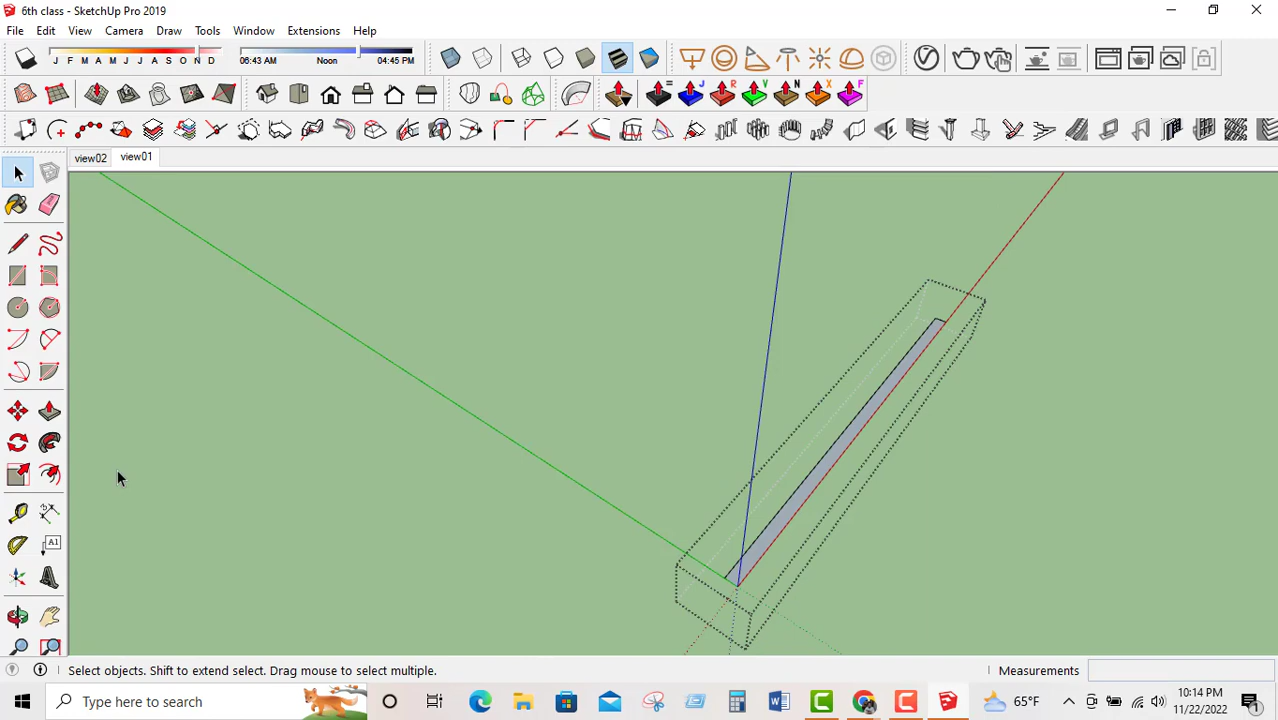 6th class - SketchUp Pro 2019
File Edit View Camera Draw Tools Window Extensions Help
J F M A M J J A S O N D 06:43 AM Noon 04:45 PM
= J R V N X F
view02 view01
A1
Select objects. Shift to extend select. Drag mouse to select multiple. Measurements
Type here to search W 65°F 10:14 PM
11/22/2022 1